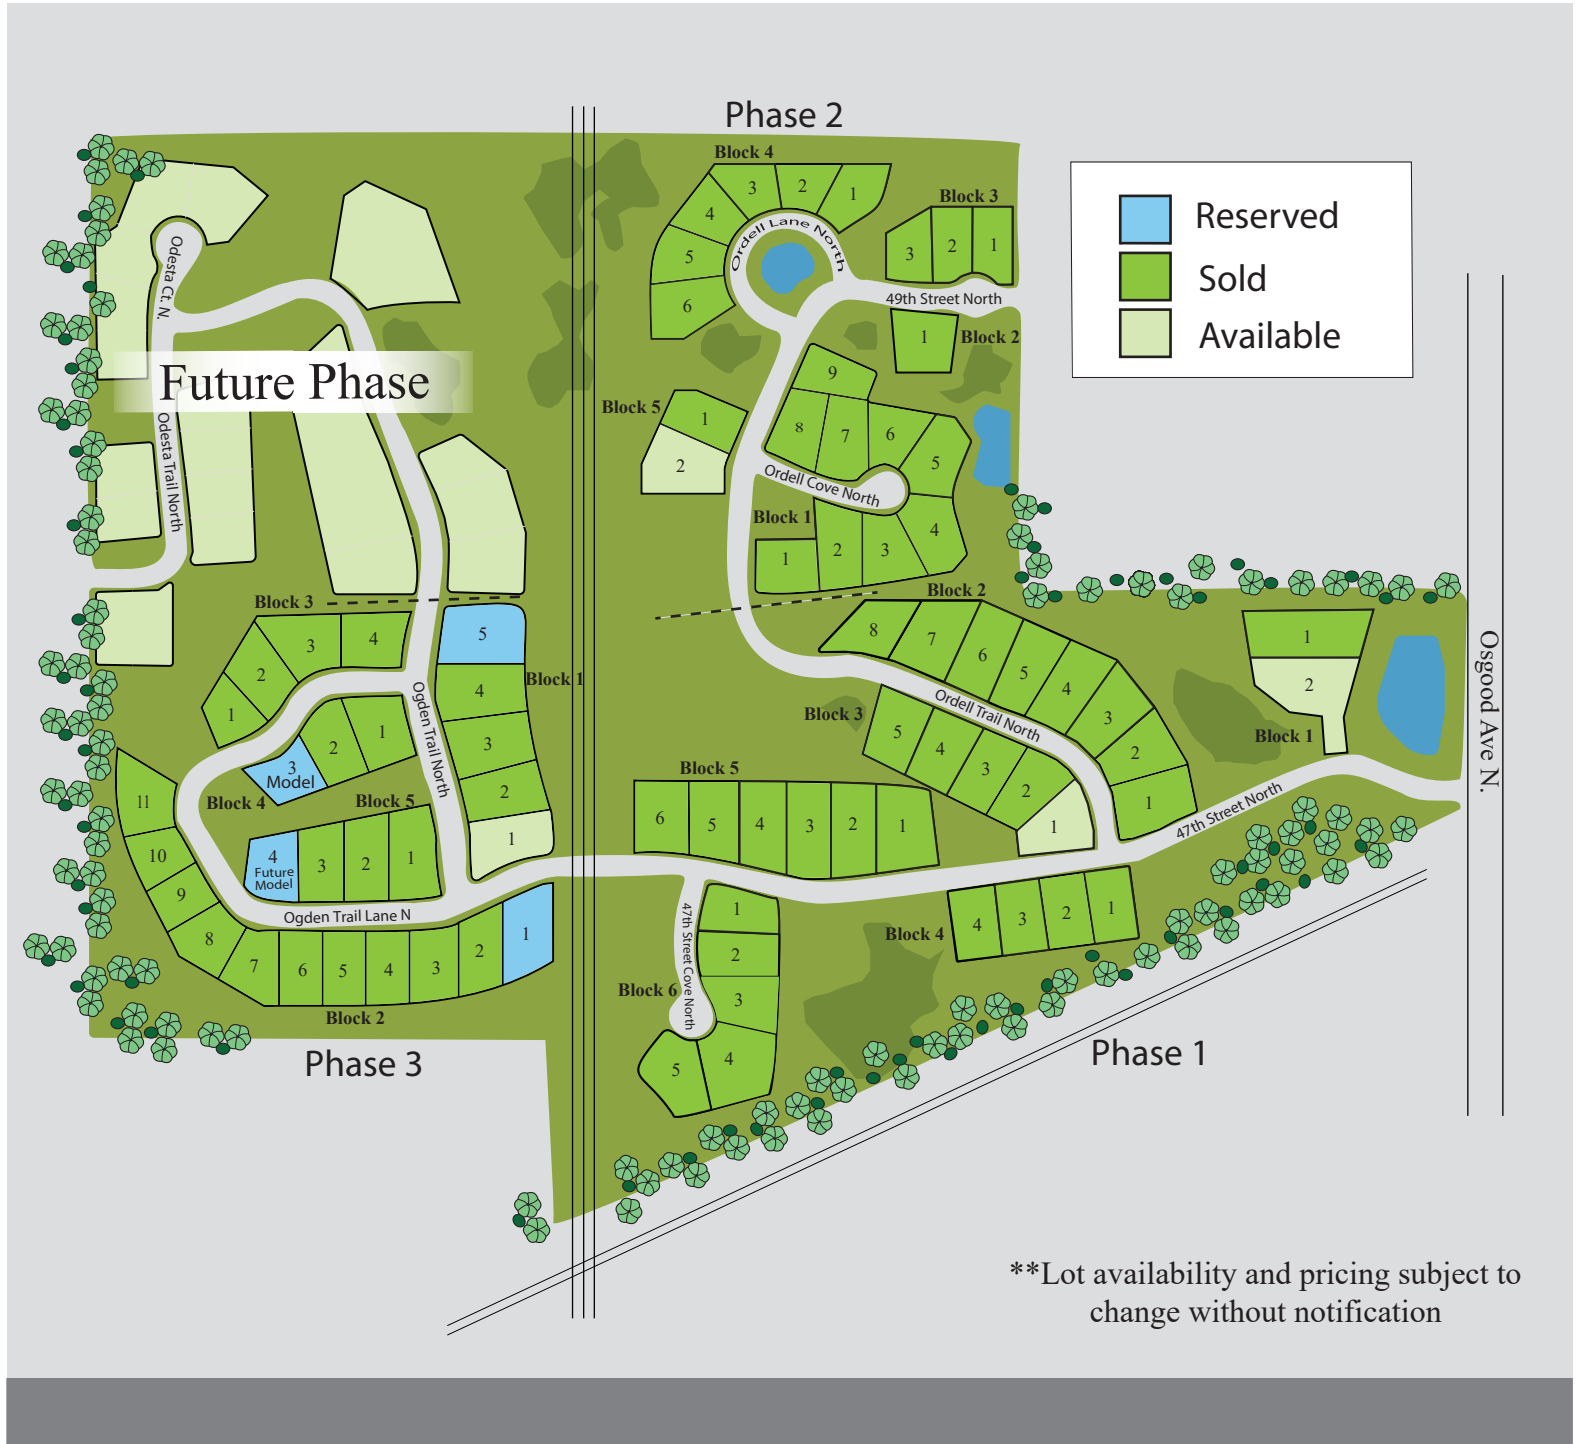 Phase 2
Block 4
3
2
1
4
5
6
Ordell Lane North
Block 3
3
2
1
49th Street North
1
Block 2
Reserved
Sold
Available
Odesta Ct. N.
Future Phase
Odesta Trail North
Block 5
1
2
9
8
7
6
5
Ordell Cove North
Block 1
1
2
3
4
Block 3
4
3
2
1
5
4
3
2
1
Block 1
Ogden Trail North
1
2
3
Model
Block 4
Block 5
4
Future
Model
3
2
1
Ogden Trail Lane N
11
10
9
8
7
6
5
4
3
2
1
Block 2
Phase 3
Block 2
8
7
6
5
4
3
2
1
Ordell Trail North
Block 3
5
4
3
2
1
1
2
Block 1
Osgood Ave N.
47th Street North
Block 5
6
5
4
3
2
1
Block 4
4
3
2
1
47th Street Cove North
Block 6
1
2
3
4
5
Phase 1
**Lot availability and pricing subject to
change without notification